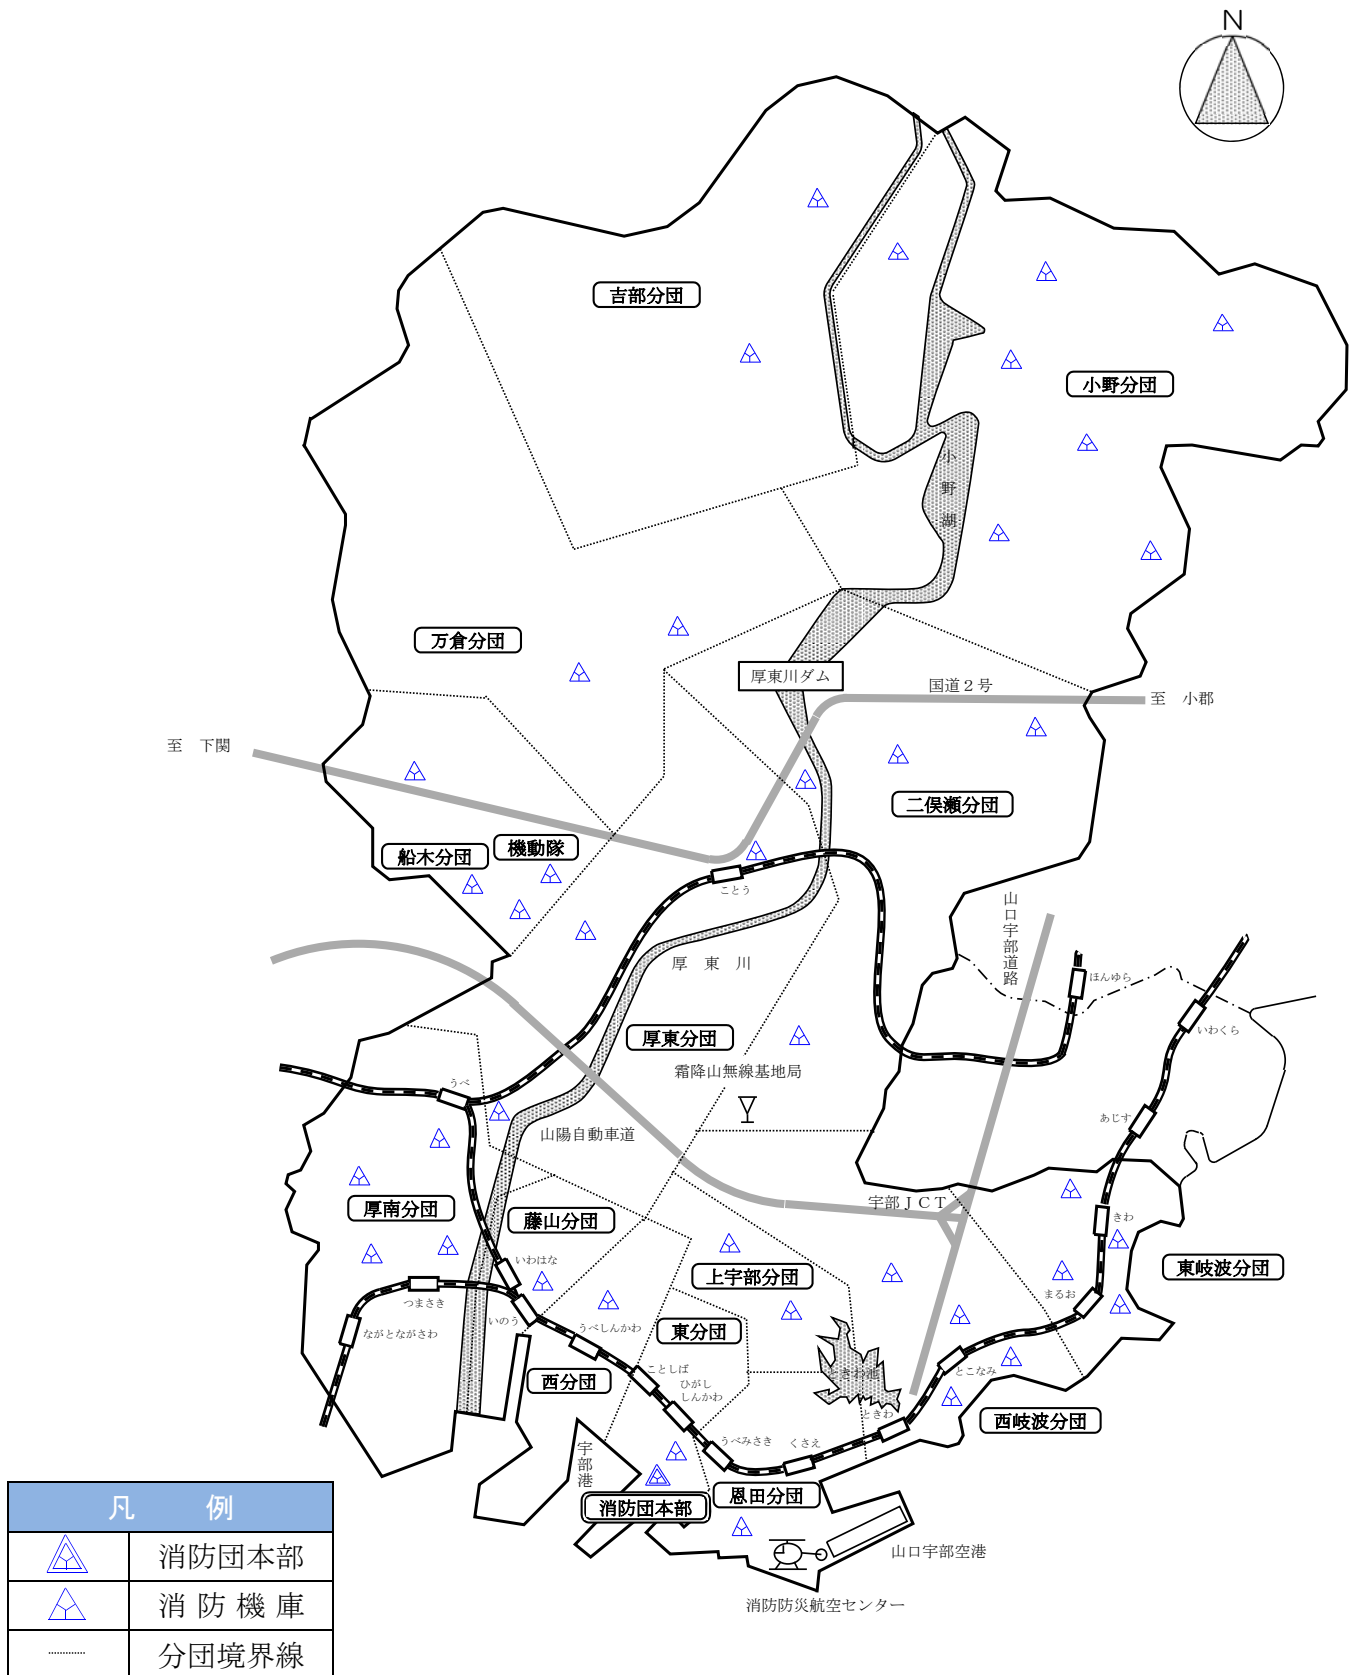 N
吉部分団
小野分団
小野湖
万倉分団
厚東川ダム
国道２号
至　小郡
至　下関
二俣瀬分団
機動隊
船木分団
ことう
山口宇部道路
厚　東　川
ほんゆら
いわくら
厚東分団
霜降山無線基地局
うべ
あじす
山陽自動車道
宇部ＪＣＴ
厚南分団
藤山分団
きわ
いわはな
上宇部分団
東岐波分団
まるお
つまさき
いのう
うべしんかわ
東分団
ながとながさわ
ことしば
ときわ池
とこなみ
西分団
ひがし
しんかわ
ときわ
西岐波分団
うべみさき
くさえ
宇部港
恩田分団
消防団本部
山口宇部空港
消防防災航空センター
凡　例
消防団本部
消防機庫
分団境界線